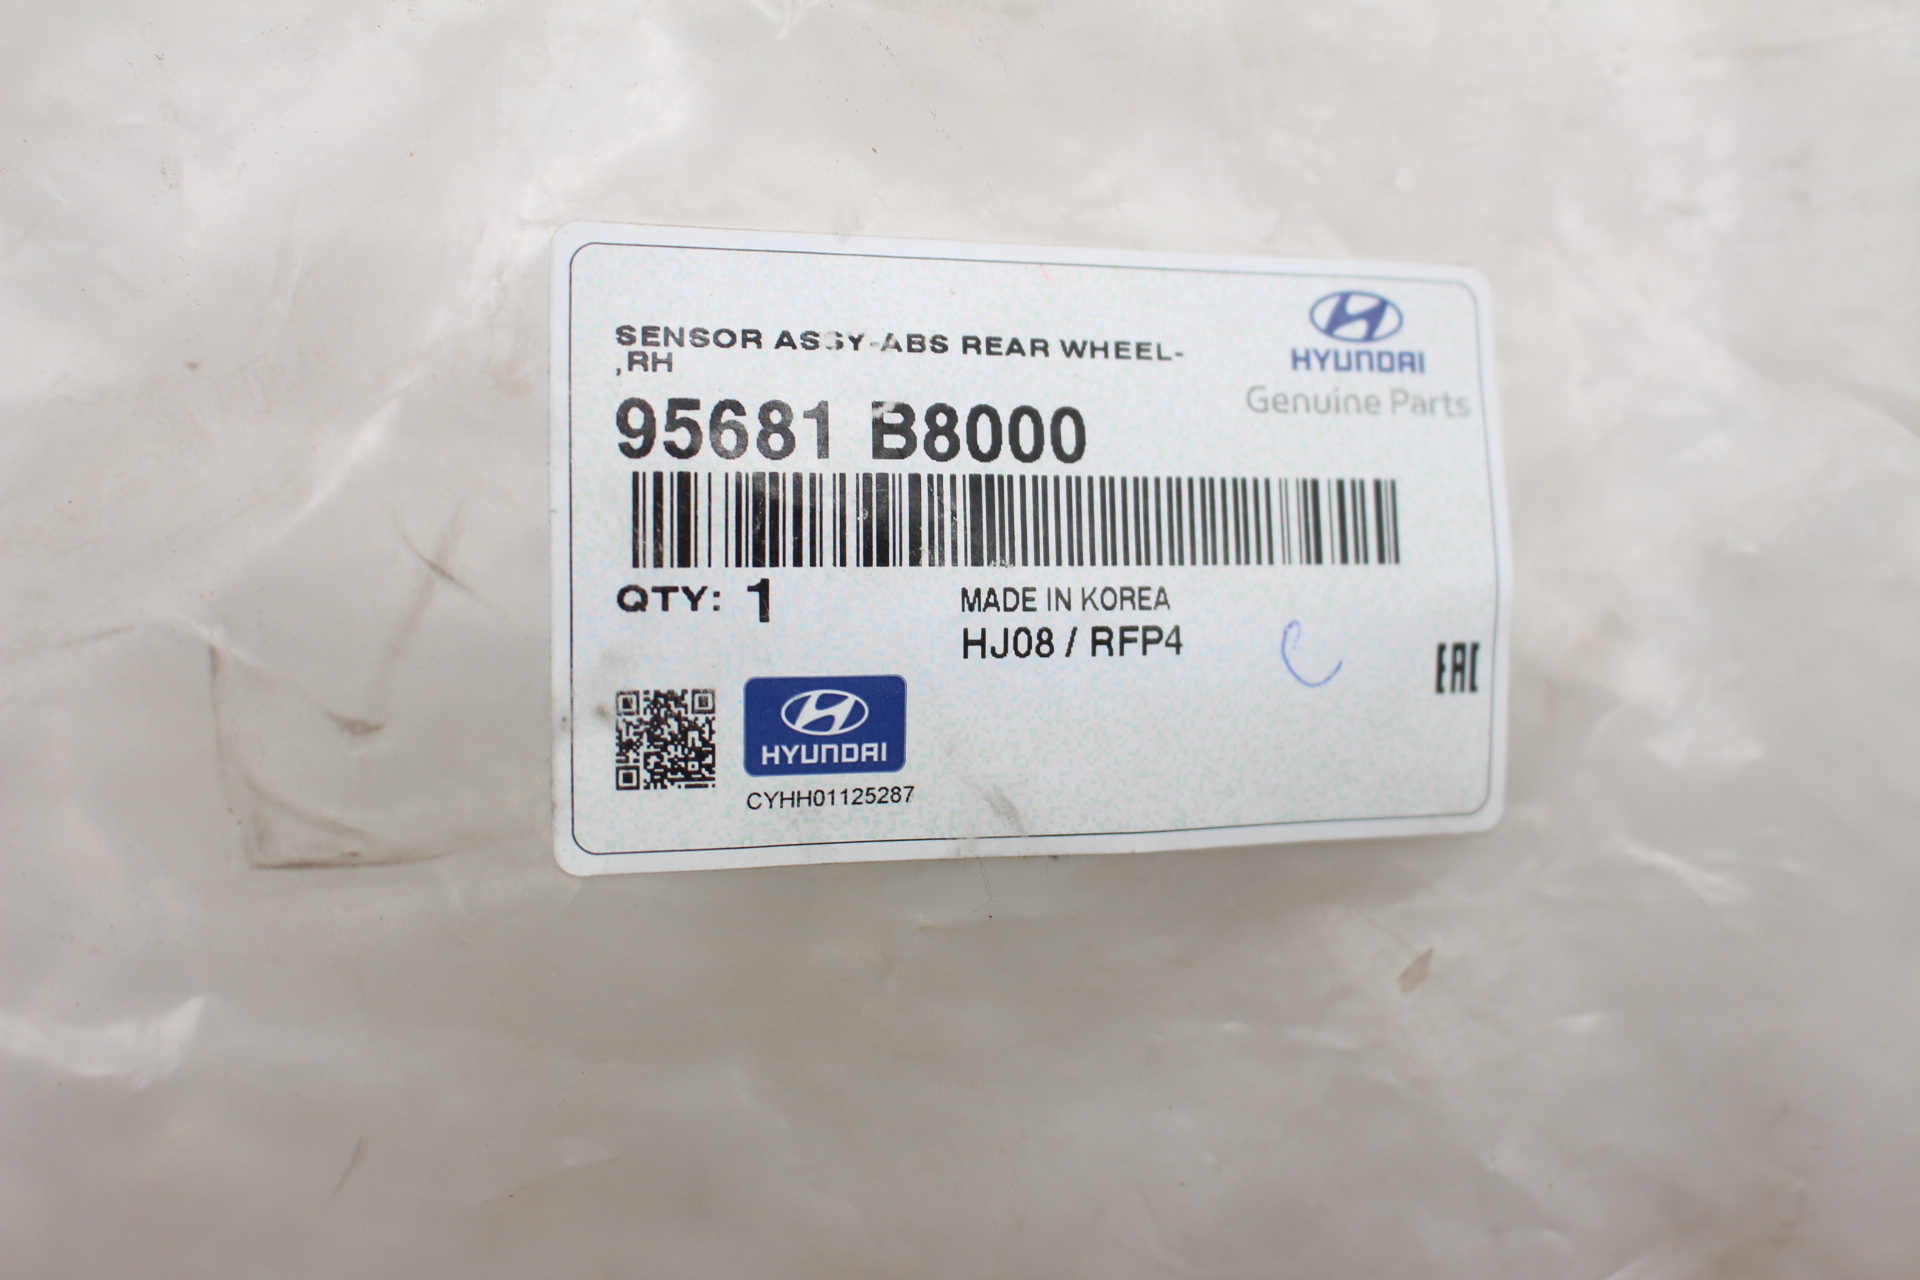 SENSOR ASSY-ABS REAR WHEEL-
,RH
HYUNDAI
Genuine Parts
95681 B8000
QTY: 1
MADE IN KOREA
HJ08 / RFP4
C
EAC
HYUNDAI
CYHH01125287